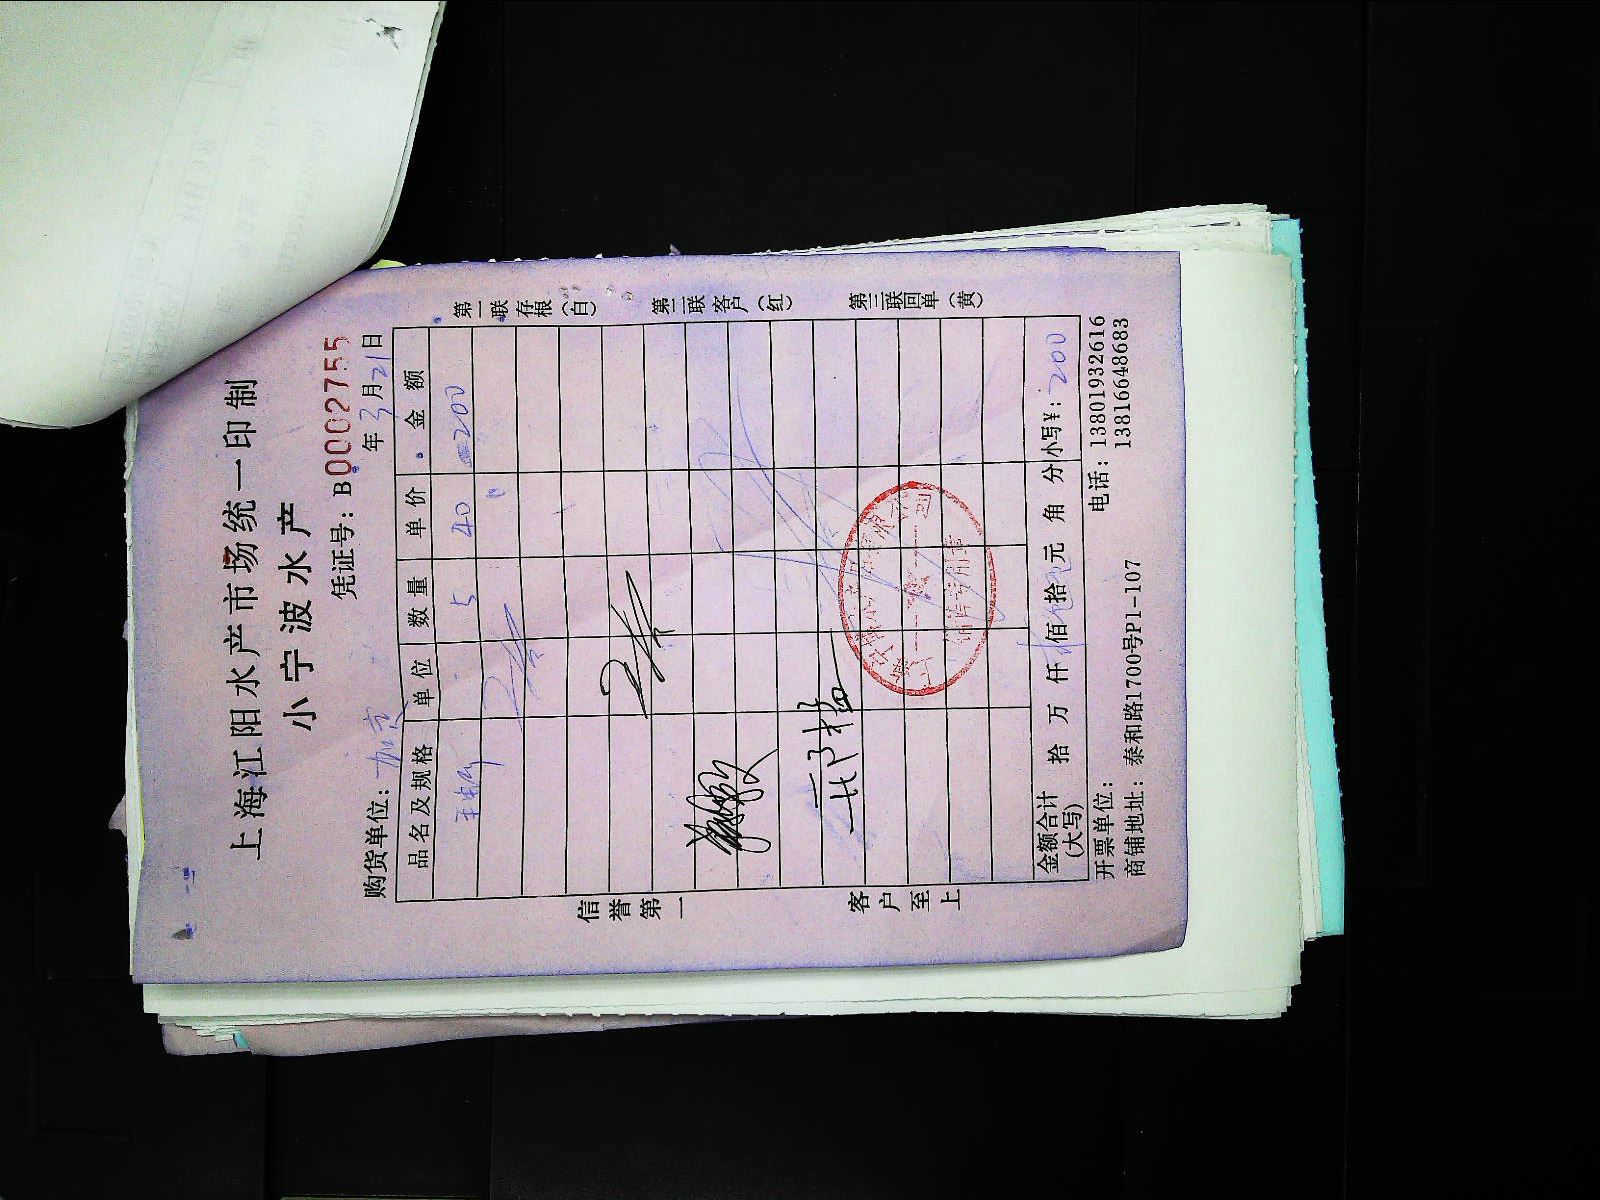 上海江阳水产市场统一印制
小宁波水产
凭证号：B0002755
购货单位： 年3月21日
品名及规格 单位 数量 单价 金额
5 40 200
金额合计(大写) 拾 万 仟 佰 拾 元 角 分 小写¥：200
开票单位：
电话：13801932616
13816648683
商铺地址：泰和路1700号P1-107
信誉第一
客户至上
第一联存根(白)
第二联客户(红)
第三联回单(黄)